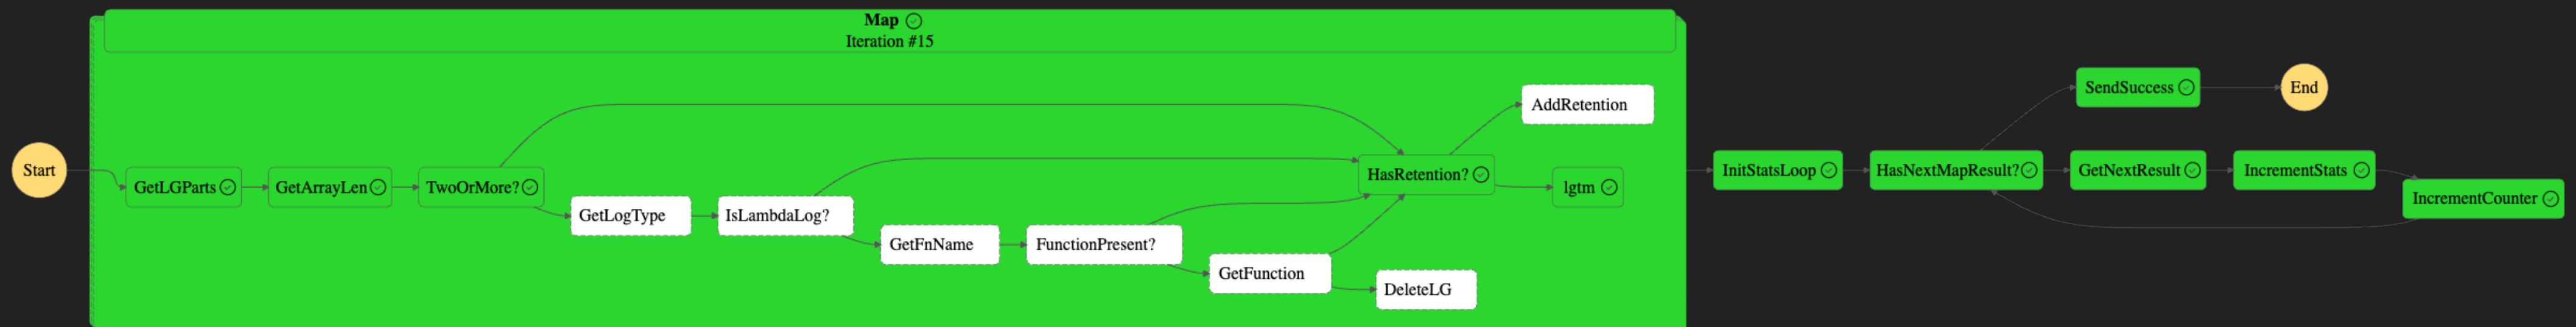 Map
Iteration #15
Start
GetLGParts
GetArrayLen
TwoOrMore?
GetLogType
IsLambdaLog?
GetFnName
FunctionPresent?
GetFunction
DeleteLG
HasRetention?
AddRetention
lgtm
InitStatsLoop
HasNextMapResult?
SendSuccess
End
GetNextResult
IncrementStats
IncrementCounter